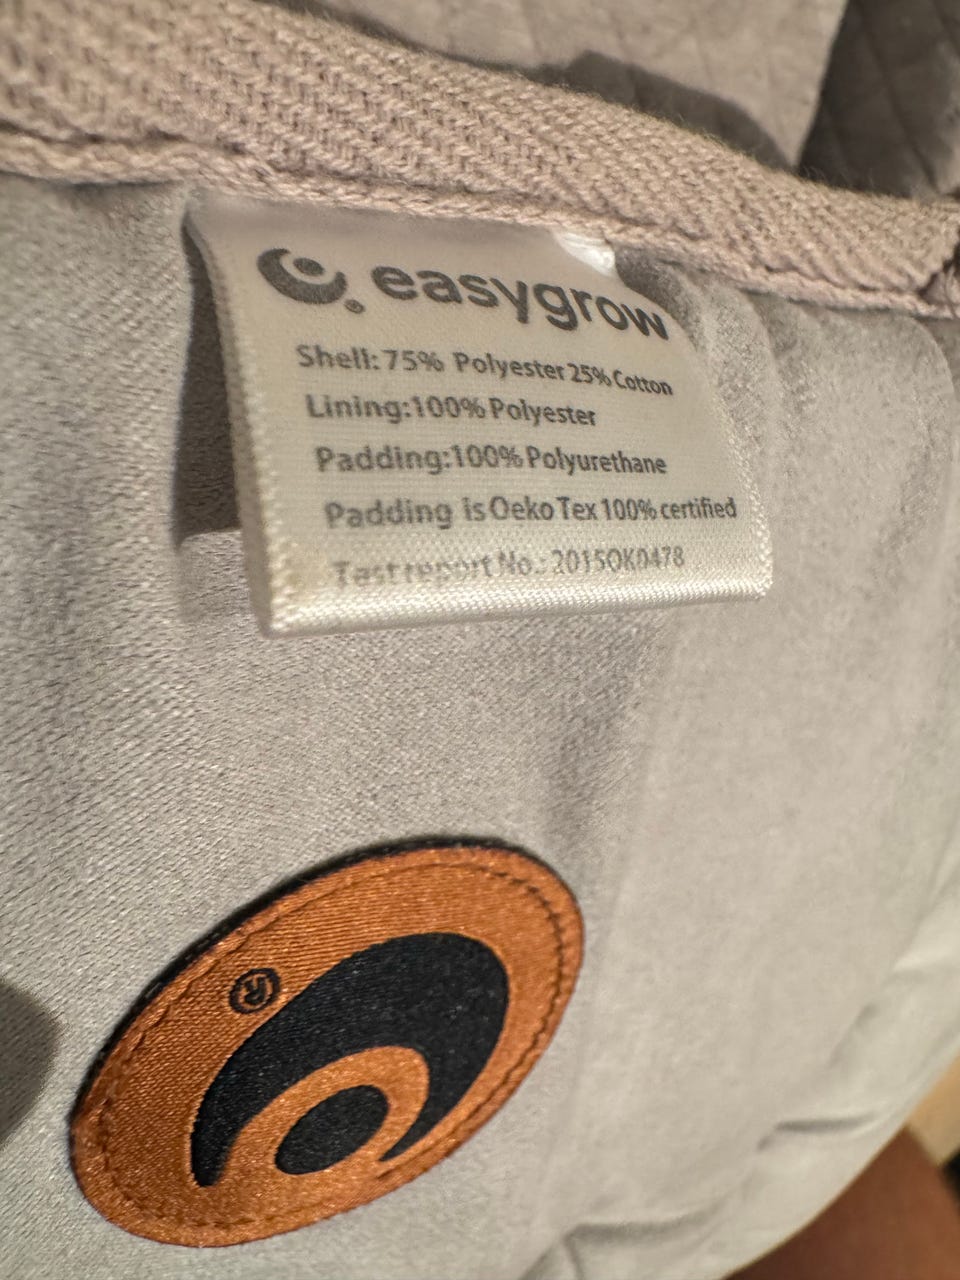 easygrow
Shell: 75% Polyester 25% Cotton
Lining:100% Polyester
Padding:100% Polyurethane
Padding is Oeko Tex 100% certified
Tast report No.: 2015OK0478
®